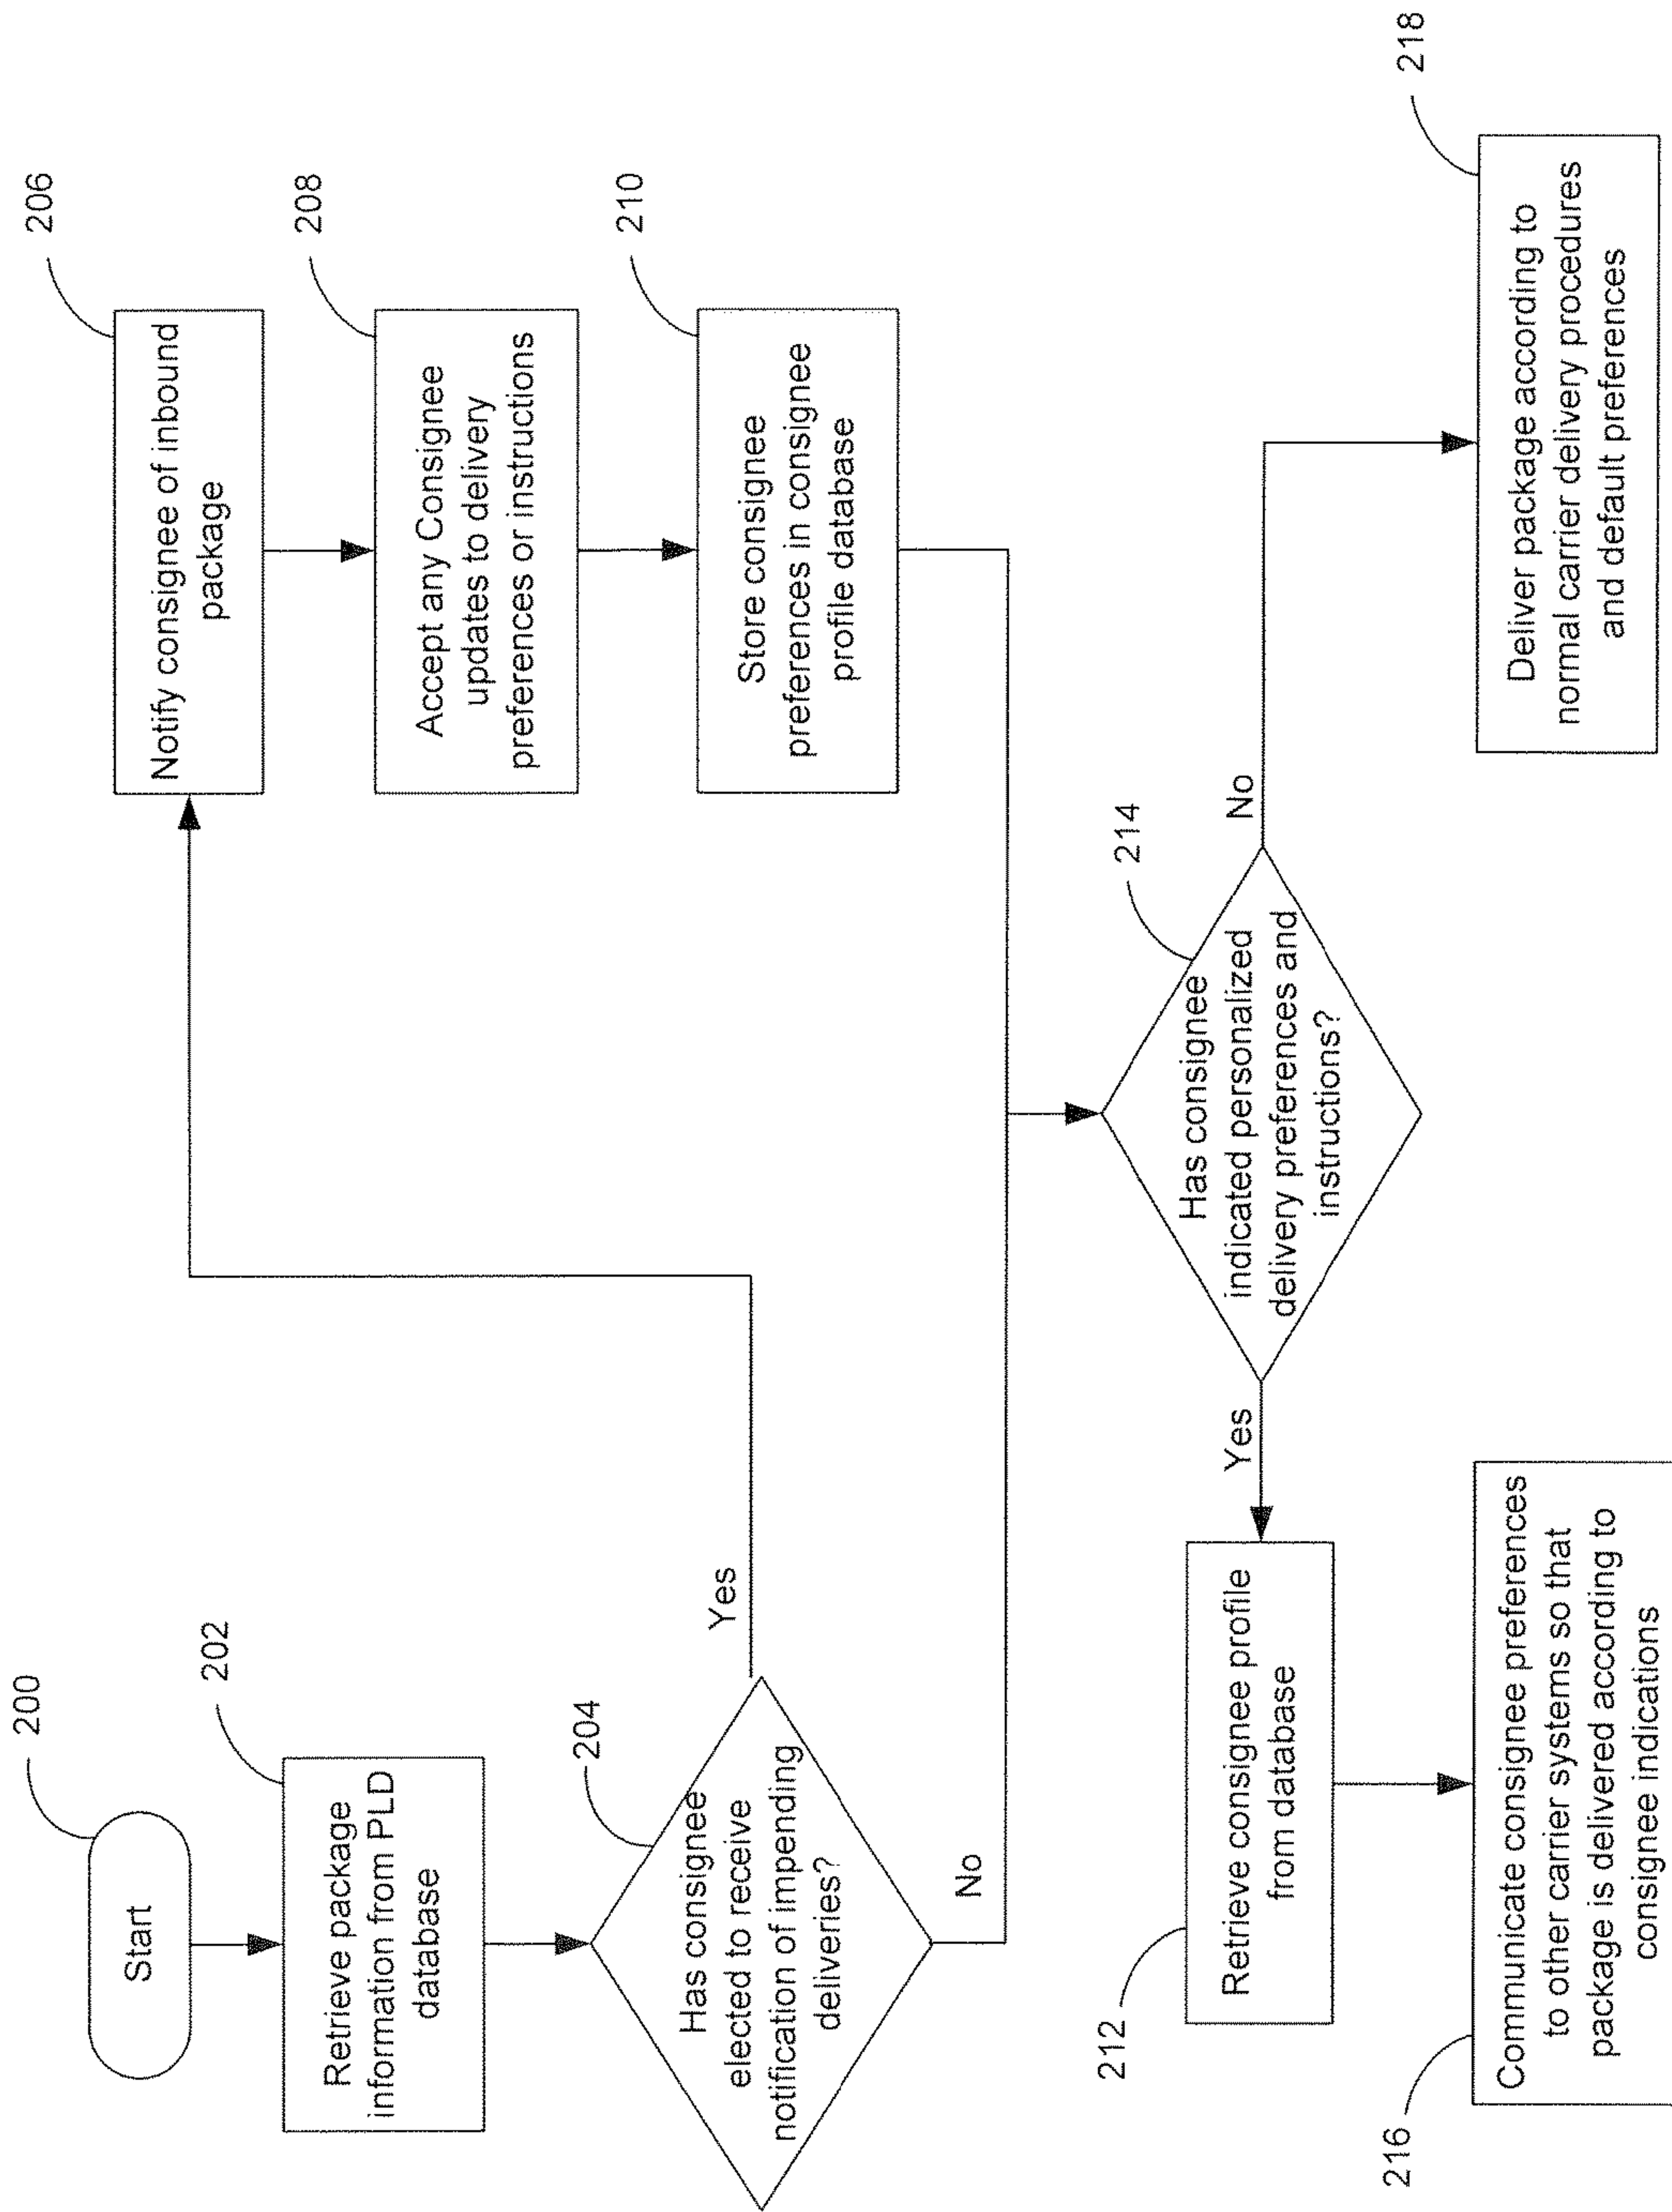 200
Start
202
Retrieve package
information from PLD
database
204
Has consignee
elected to receive
notification of impending
deliveries?
Yes
No
206
Notify consignee of inbound
package
208
Accept any Consignee
updates to delivery
preferences or instructions
210
Store consignee
preferences in consignee
profile database
214
Has consignee
indicated personalized
delivery preferences and
instructions?
Yes
No
212
Retrieve consignee profile
from database
216
Communicate consignee preferences
to other carrier systems so that
package is delivered according to
consignee indications
218
Deliver package according to
normal carrier delivery procedures
and default preferences